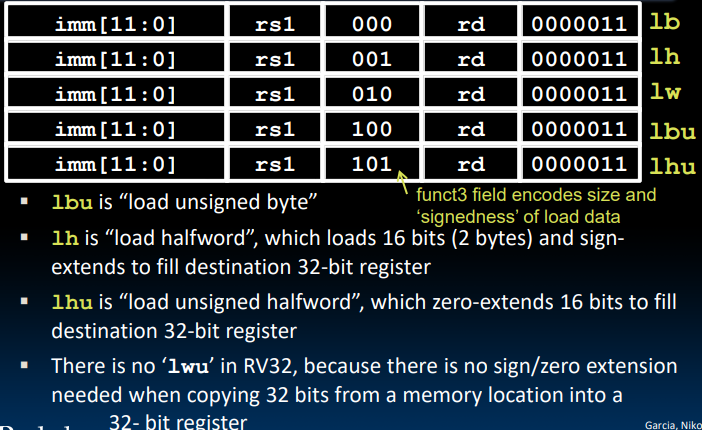 imm[11:0] rs1 000 rd 0000011 lb
imm[11:0] rs1 001 rd 0000011 lh
imm[11:0] rs1 010 rd 0000011 lw
imm[11:0] rs1 100 rd 0000011 lbu
imm[11:0] rs1 101 rd 0000011 lhu
funct3 field encodes size and
‘signedness’ of load data
▪ lbu is “load unsigned byte”
▪ lh is “load halfword”, which loads 16 bits (2 bytes) and sign-
extends to fill destination 32-bit register
▪ lhu is “load unsigned halfword”, which zero-extends 16 bits to fill
destination 32-bit register
▪ There is no ‘lwu’ in RV32, because there is no sign/zero extension
needed when copying 32 bits from a memory location into a
32- bit register
Garcia, Niko